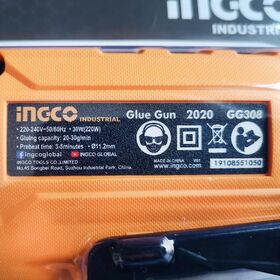 INGCO
INDUSTRIAL
INGCO
INDUSTRIAL
Glue Gun 2020 GG308
• 220-240V~50/60Hz • 30W(220W)
• Gluing capacity: 20-30g/min
• Preheat time: 3-5minutes • Ø11.2mm
ingcoglobal INGCO GLOBAL
INGCO TOOLS CO.,LIMITED
No.45 Songbei Road, Suzhou Industrial Park, China.
MADE IN CHINA V01
www.ingco.com
19108551050